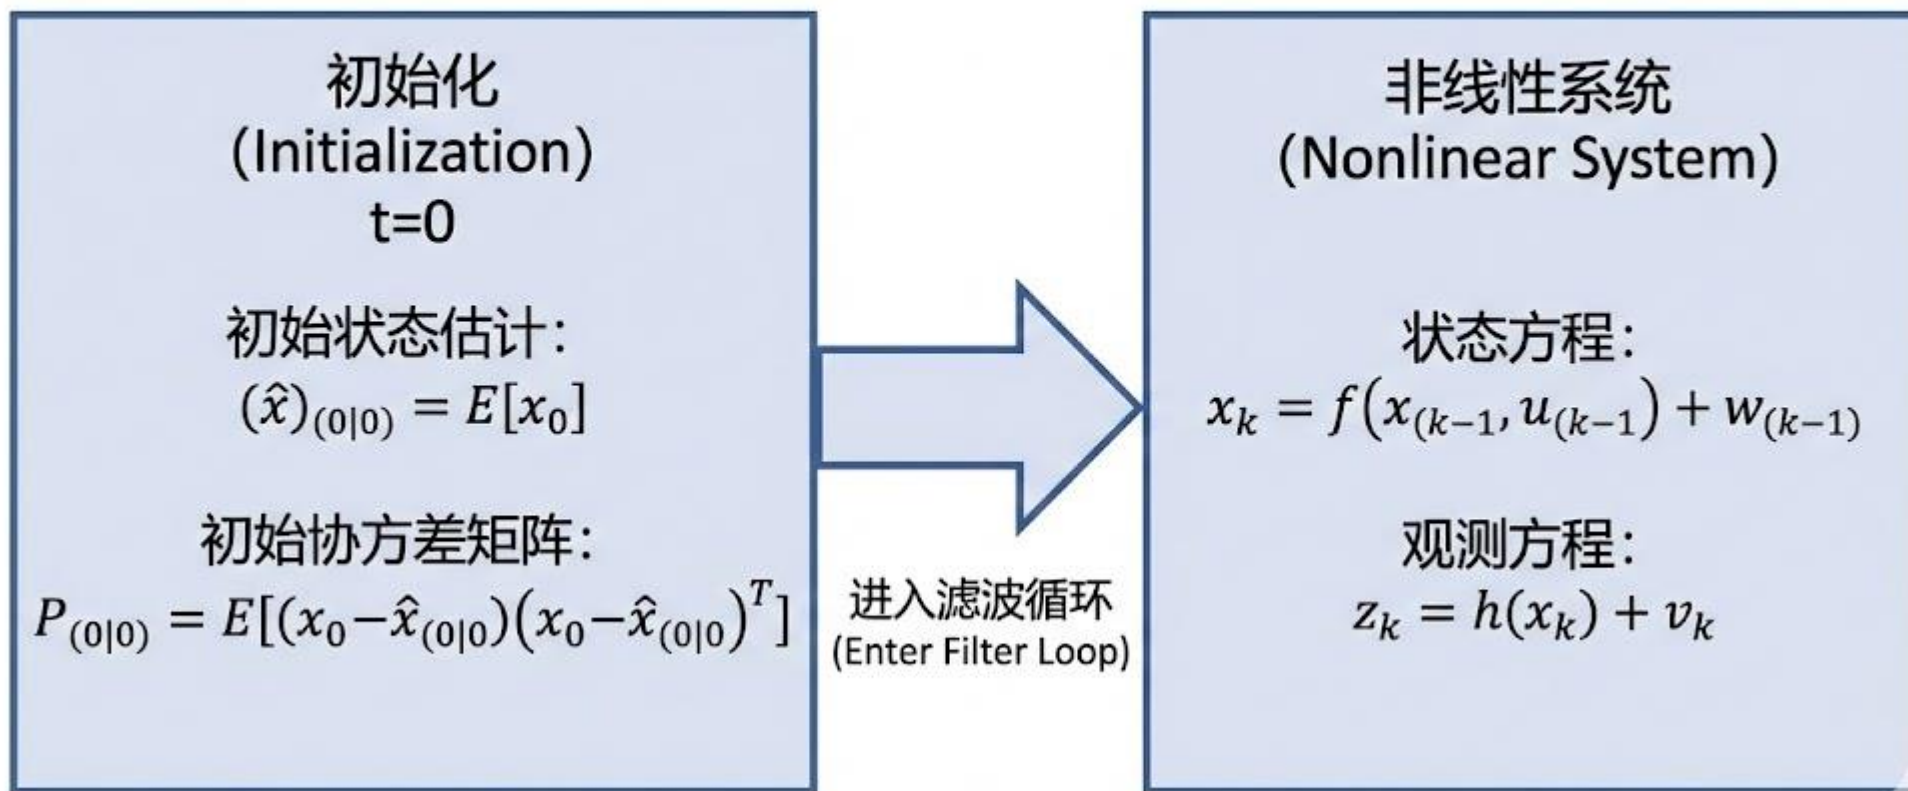 初始化
(Initialization)
t=0
初始状态估计：
(x̂)₍₀|₀₎ = E[x₀]
初始协方差矩阵：
P₍₀|₀₎ = E[(x₀−x̂₍₀|₀₎)(x₀−x̂₍₀|₀₎)ᵀ]
进入滤波循环
(Enter Filter Loop)
非线性系统
(Nonlinear System)
状态方程：
xₖ = f(x₍ₖ₋₁, u₍ₖ₋₁₎) + w₍ₖ₋₁₎
观测方程：
zₖ = h(xₖ) + vₖ